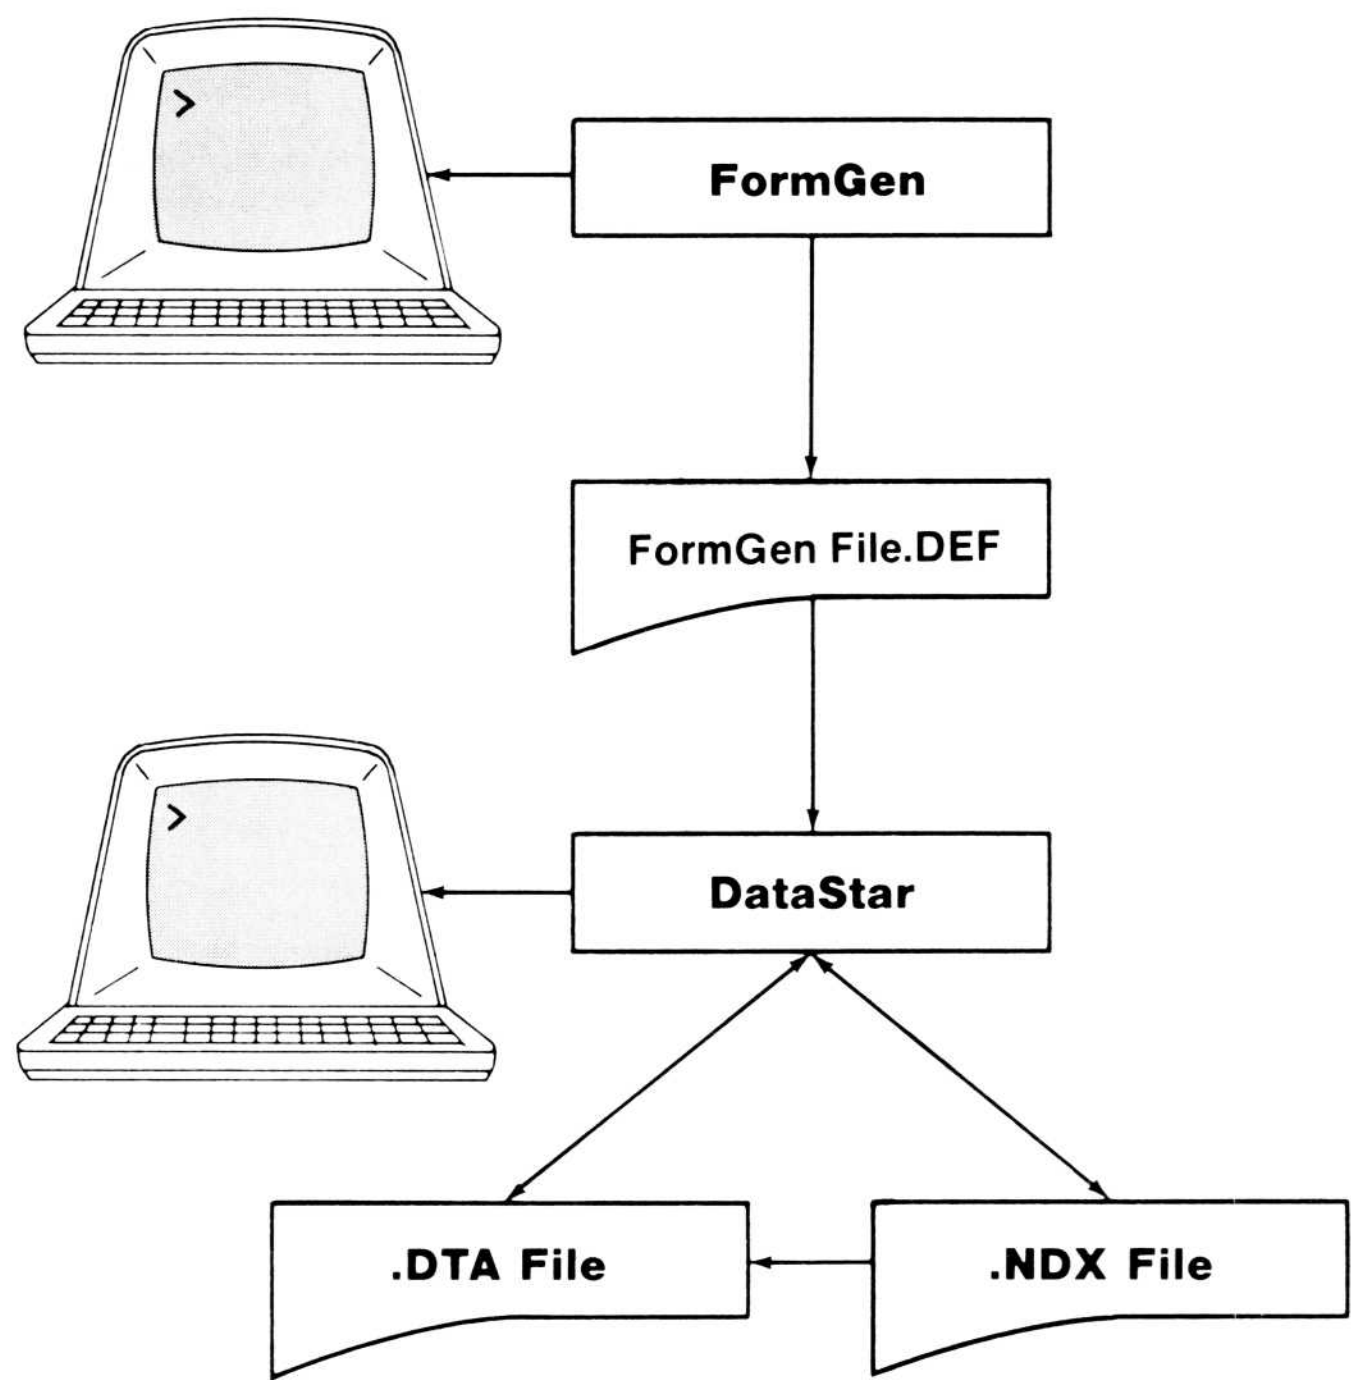 >
FormGen
FormGen File.DEF
>
DataStar
.DTA File
.NDX File